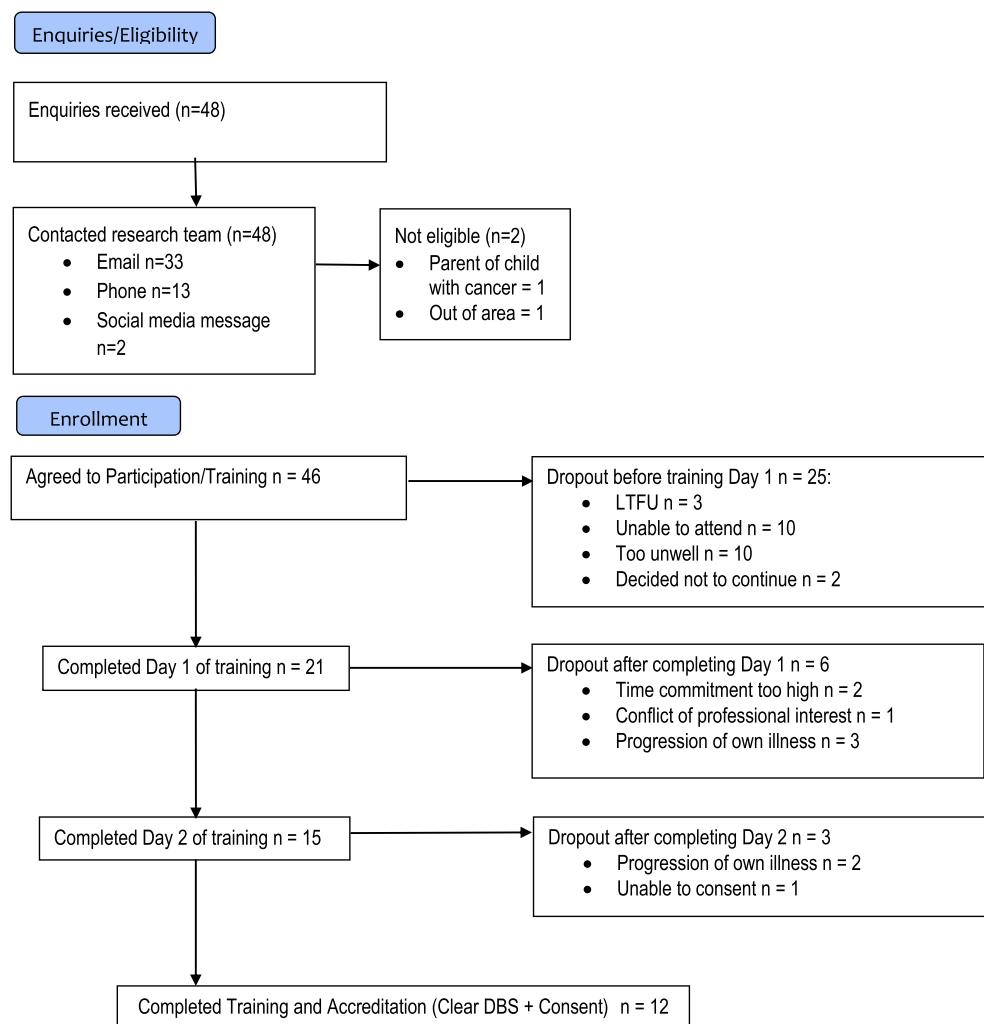 Enquiries/Eligibility
Enquiries received (n=48)
Contacted research team (n=48)
• Email n=33
• Phone n=13
• Social media message
n=2
Not eligible (n=2)
• Parent of child
with cancer = 1
• Out of area = 1
Enrollment
Agreed to Participation/Training n = 46
Dropout before training Day 1 n = 25:
• LTFU n = 3
• Unable to attend n = 10
• Too unwell n = 10
• Decided not to continue n = 2
Completed Day 1 of training n = 21
Dropout after completing Day 1 n = 6
• Time commitment too high n = 2
• Conflict of professional interest n = 1
• Progression of own illness n = 3
Completed Day 2 of training n = 15
Dropout after completing Day 2 n = 3
• Progression of own illness n = 2
• Unable to consent n = 1
Completed Training and Accreditation (Clear DBS + Consent) n = 12